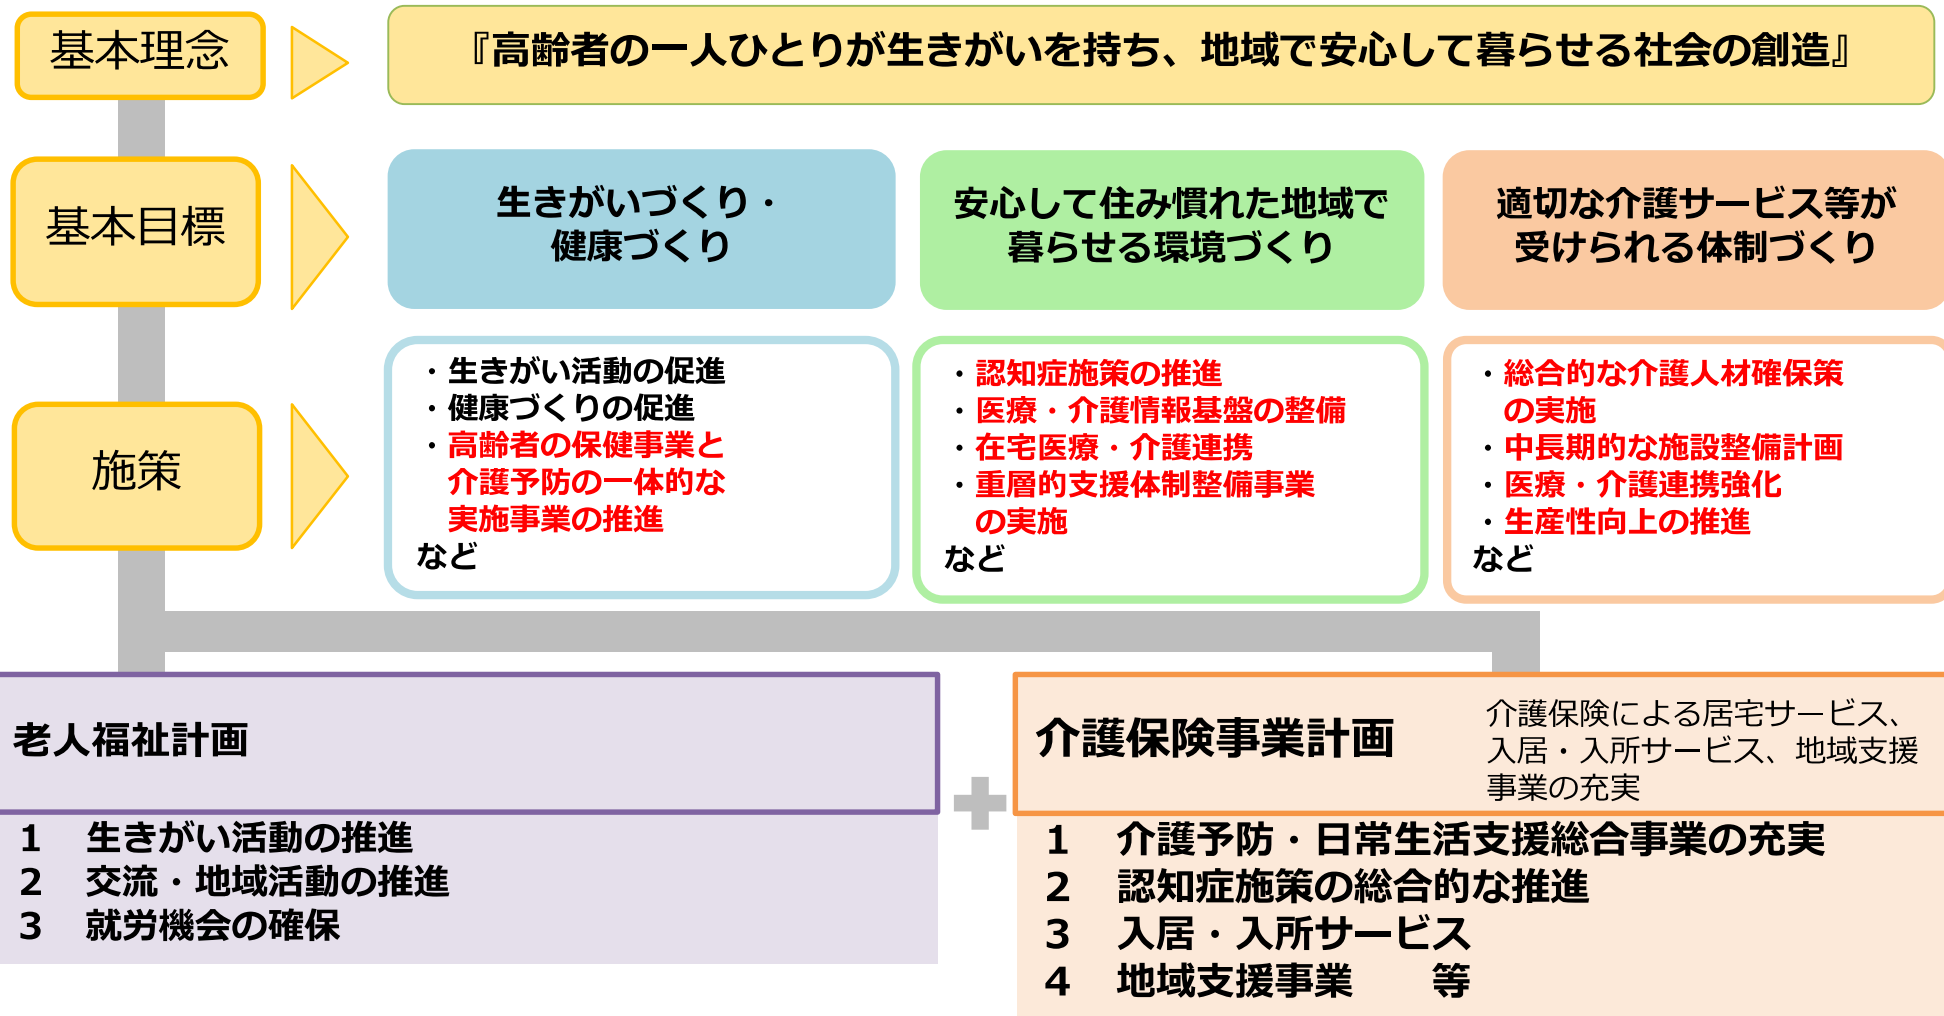 基本理念
『高齢者の一人ひとりが生きがいを持ち、地域で安心して暮らせる社会の創造』
基本目標
生きがいづくり・
健康づくり
安心して住み慣れた地域で
暮らせる環境づくり
適切な介護サービス等が
受けられる体制づくり
施策
・生きがい活動の促進
・健康づくりの促進
・高齢者の保健事業と
介護予防の一体的な
実施事業の推進
など
・認知症施策の推進
・医療・介護情報基盤の整備
・在宅医療・介護連携
・重層的支援体制整備事業
の実施
など
・総合的な介護人材確保策
の実施
・中長期的な施設整備計画
・医療・介護連携強化
・生産性向上の推進
など
老人福祉計画
1 生きがい活動の推進
2 交流・地域活動の推進
3 就労機会の確保
介護保険事業計画
介護保険による居宅サービス、
入居・入所サービス、地域支援
事業の充実
1 介護予防・日常生活支援総合事業の充実
2 認知症施策の総合的な推進
3 入居・入所サービス
4 地域支援事業 等